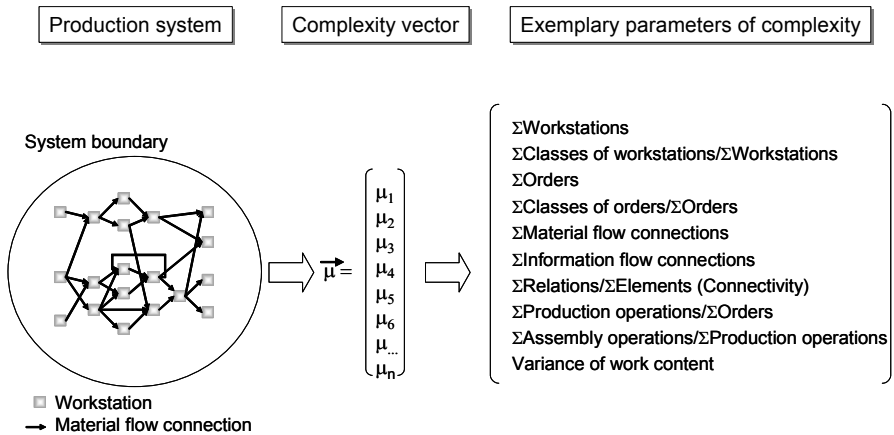 Production system
Complexity vector
Exemplary parameters of complexity
System boundary
Workstation
Material flow connection
μ⃗ =
μ1
μ2
μ3
μ4
μ5
μ6
μ...
μn
ΣWorkstations
ΣClasses of workstations/ΣWorkstations
ΣOrders
ΣClasses of orders/ΣOrders
ΣMaterial flow connections
ΣInformation flow connections
ΣRelations/ΣElements (Connectivity)
ΣProduction operations/ΣOrders
ΣAssembly operations/ΣProduction operations
Variance of work content